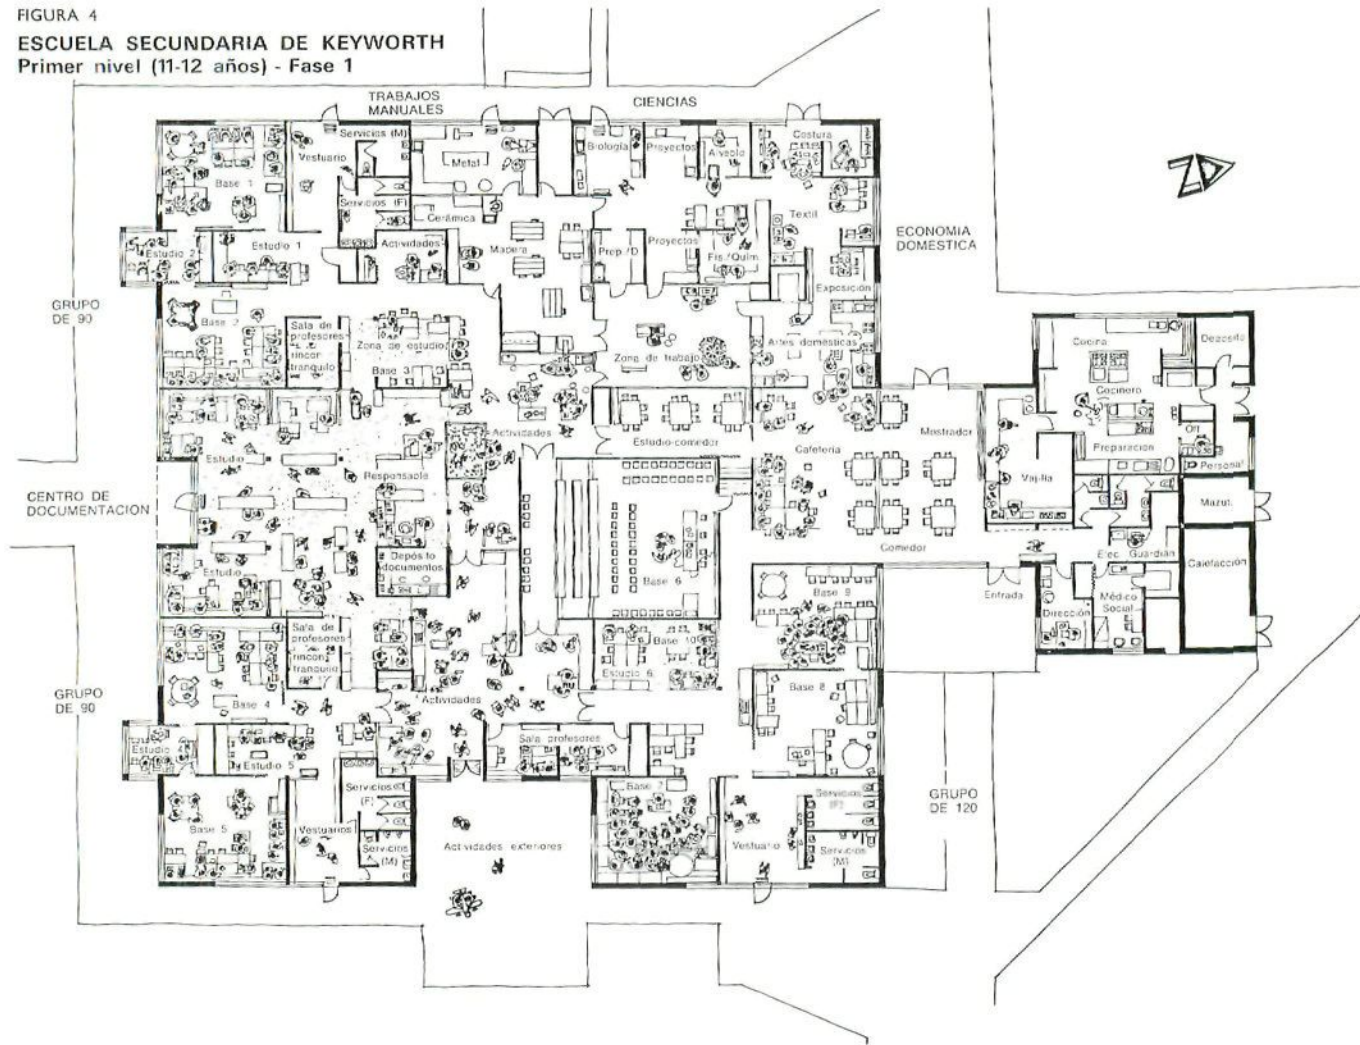 FIGURA 4
ESCUELA SECUNDARIA DE KEYWORTH
Primer nivel (11-12 años) - Fase 1
TRABAJOS
MANUALES
CIENCIAS
Servicios (M)
Vestuario
Metal
Biología
Proyectos
Alveolo
Costura
Base 1
Servicios (F)
Cerámica
Textil
Estudio 1
Actividades
Madera
Prep./D.
Proyectos
Fis./Quim.
ECONOMIA
DOMESTICA
Estudio 2
Exposición
GRUPO
DE 90
Base 2
Sala de
profesores
rincón
tranquilo
Zona de estudio
Base 3
Zona de trabajo
Artes domésticas
Cocina
Depósito
Cocinero
Estudio
Actividades
Estudio-comedor
Cafetería
Mostrador
Preparación
Off
Personal
Responsable
Vajilla
CENTRO DE
DOCUMENTACION
Mazut.
Estudio
Depósito
documentos
Base 6
Comedor
Elec.
Guardián
Calefacción
Base 9
Entrada
Dirección
Médico
Social
Sala de
profesores
rincón
tranquilo
Base 10
Estudio 6
GRUPO
DE 90
Base 4
Actividades
Base 8
Estudio 4
Estudio 5
Sala profesores
Servicios
(F)
Base 7
Servicios
(F)
GRUPO
DE 120
Base 5
Vestuarios
Servicios
(M)
Actividades exteriores
Vestuario
Servicios
(M)